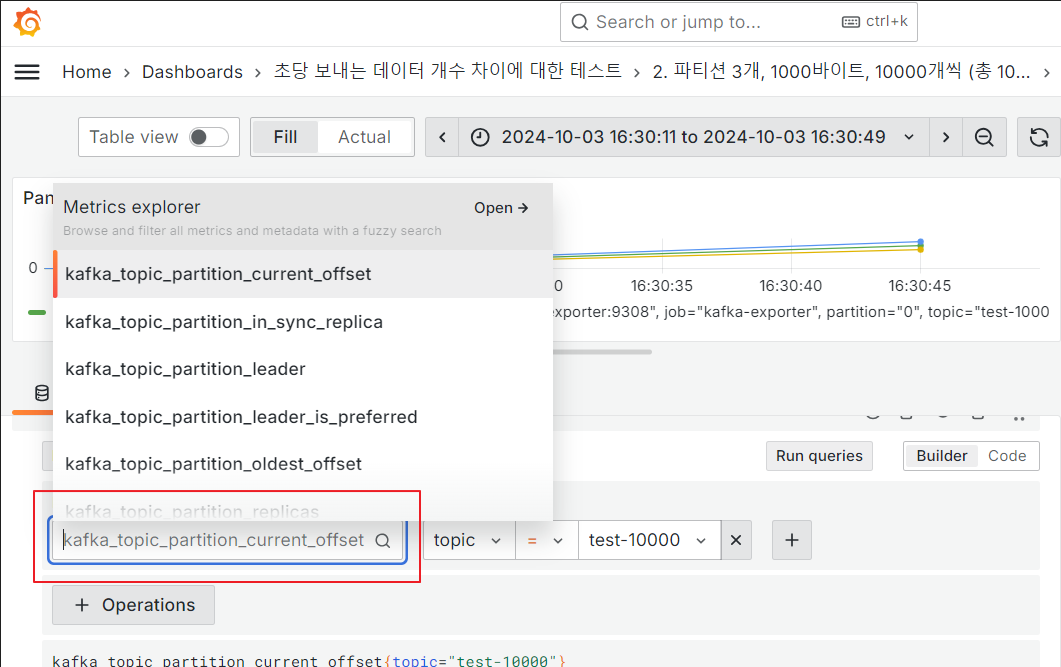 Search or jump to...
ctrl+k
Home › Dashboards › 초당 보내는 데이터 개수 차이에 대한 테스트 › 2. 파티션 3개, 1000바이트, 10000개씩 (총 10... ›
Table view
Fill
Actual
2024-10-03 16:30:11 to 2024-10-03 16:30:49
Pan
Metrics explorer
Open →
Browse and filter all metrics and metadata with a fuzzy search
0
kafka_topic_partition_current_offset
0
16:30:35
16:30:40
16:30:45
kafka_topic_partition_in_sync_replica
exporter:9308", job="kafka-exporter", partition="0", topic="test-1000
kafka_topic_partition_leader
kafka_topic_partition_leader_is_preferred
kafka_topic_partition_oldest_offset
Run queries
Builder
Code
kafka_topic_partition_replicas
kafka_topic_partition_current_offset
topic
=
test-10000
+ Operations
kafka_topic_partition_current_offset{topic="test-10000"}